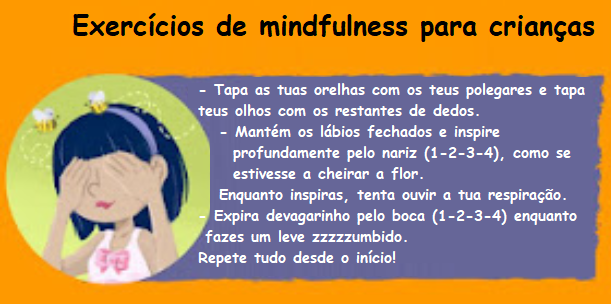 Exercícios de mindfulness para crianças
- Tapa as tuas orelhas com os teus polegares e tapa
teus olhos com os restantes de dedos.
- Mantém os lábios fechados e inspire
profundamente pelo nariz (1-2-3-4), como se
estivesse a cheirar a flor.
Enquanto inspiras, tenta ouvir a tua respiração.
- Expira devagarinho pelo boca (1-2-3-4) enquanto
fazes um leve zzzzzumbido.
Repete tudo desde o início!